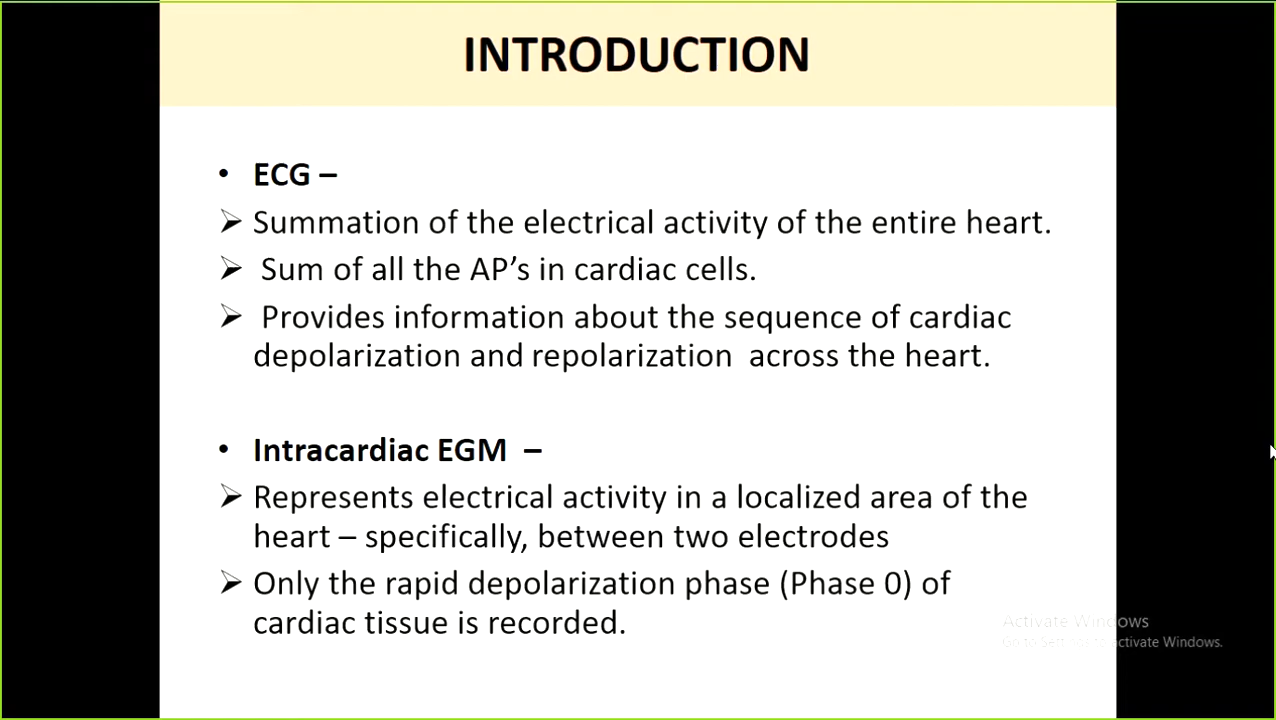 INTRODUCTION
• ECG –
➢ Summation of the electrical activity of the entire heart.
➢ Sum of all the AP’s in cardiac cells.
➢ Provides information about the sequence of cardiac
depolarization and repolarization across the heart.
• Intracardiac EGM –
➢ Represents electrical activity in a localized area of the
heart – specifically, between two electrodes
➢ Only the rapid depolarization phase (Phase 0) of
cardiac tissue is recorded.
Activate Windows
Go to Settings to activate Windows.